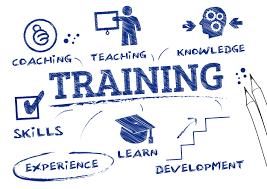 COACHING
TEACHING
KNOWLEDGE
TRAINING
SKILLS
LEARN
EXPERIENCE
DEVELOPMENT